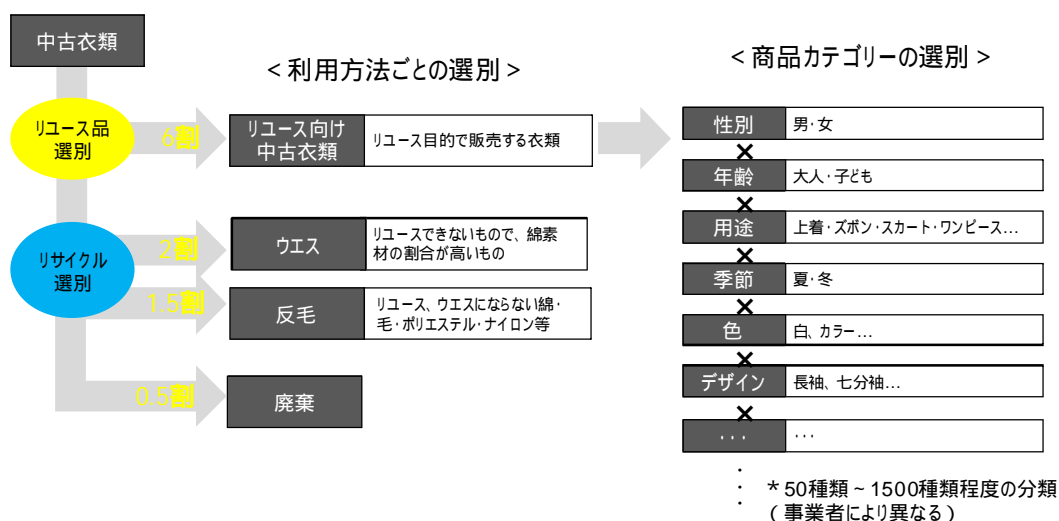 中古衣類
<利用方法ごとの選別>
<商品カテゴリーの選別>
リユース品
選別
6割
リユース向け
中古衣類
リユース目的で販売する衣類
リサイクル
選別
2割
ウエス
リユースできないもので、綿素
材の割合が高いもの
1.5割
反毛
リユース、ウエスにならない綿・
毛・ポリエステル・ナイロン等
0.5割
廃棄
性別
男・女
×
年齢
大人・子ども
×
用途
上着・ズボン・スカート・ワンピース…
×
季節
夏・冬
×
色
白、カラー…
×
デザイン
長袖、七分袖…
×
・・・
・・・
・
・
・
*50種類~1500種類程度の分類
(事業者により異なる)